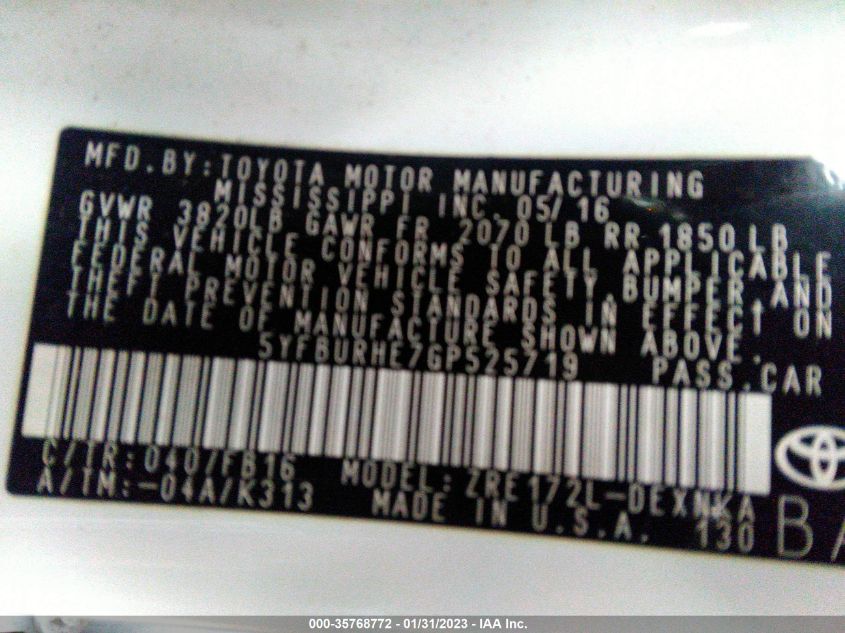 MFD.BY:TOYOTA MOTOR MANUFACTURING
MISSISSIPPI INC. 05/16
GVWR 3820LB GAWR FR 2070 LB RR 1850 LB
THIS VEHICLE CONFORMS TO ALL APPLICABLE
FEDERAL MOTOR VEHICLE SAFETY,BUMPER,AND
THEFT PREVENTION STANDARDS IN EFFECT ON
THE DATE OF MANUFACTURE SHOWN ABOVE.
5YFBURHE7GP525719 PASS.CAR
C/TR:0407/FB16 MODEL:ZRE172L-DEXNKA
A/TM:-04A/K313 MADE IN U.S.A. 130
BA
000-35768772 - 01/31/2023 - IAA Inc.